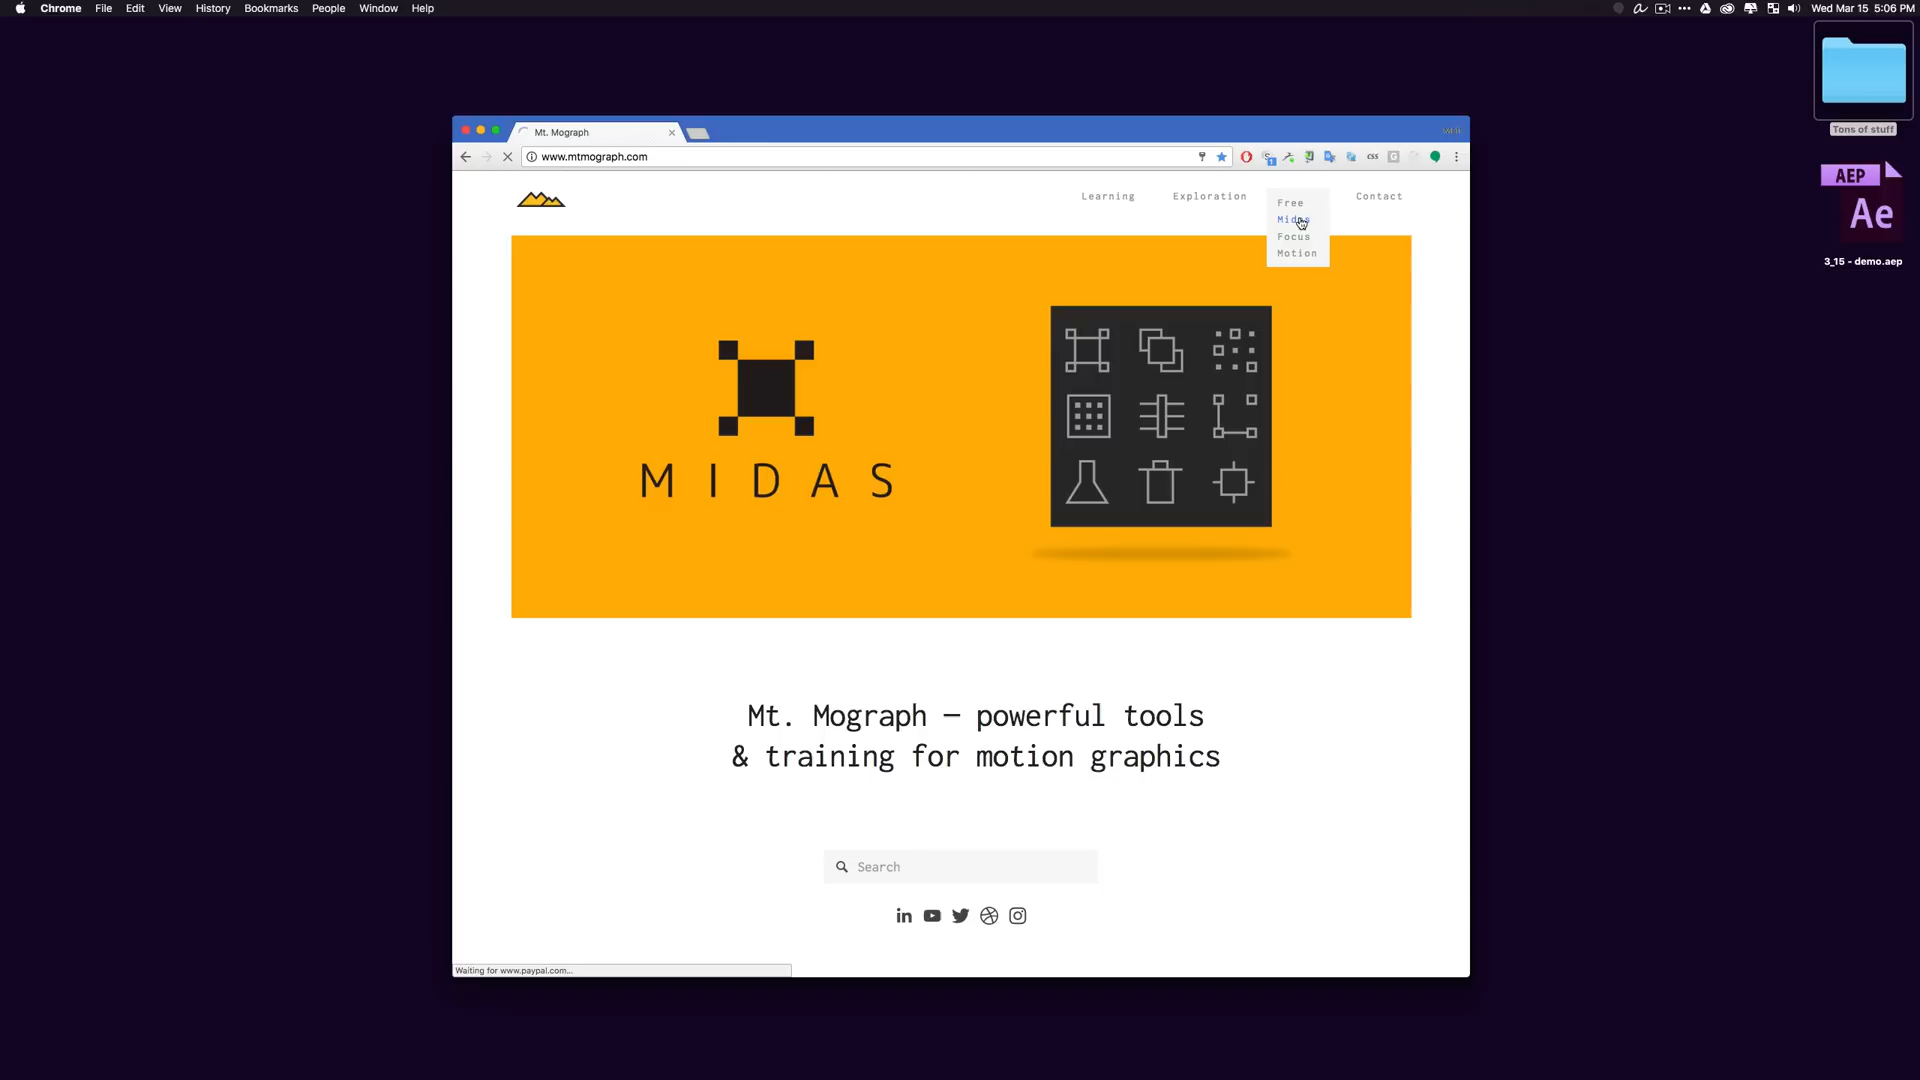 Chrome File Edit View History Bookmarks People Window Help
Wed Mar 15 5:06 PM
Tons of stuff
AEP
Ae
3_15 - demo.aep
Mt. Mograph
www.mtmograph.com
css
Learning Exploration Contact
Free
Midas
Focus
Motion
MIDAS
Mt. Mograph — powerful tools
& training for motion graphics
Search
Waiting for www.paypal.com...